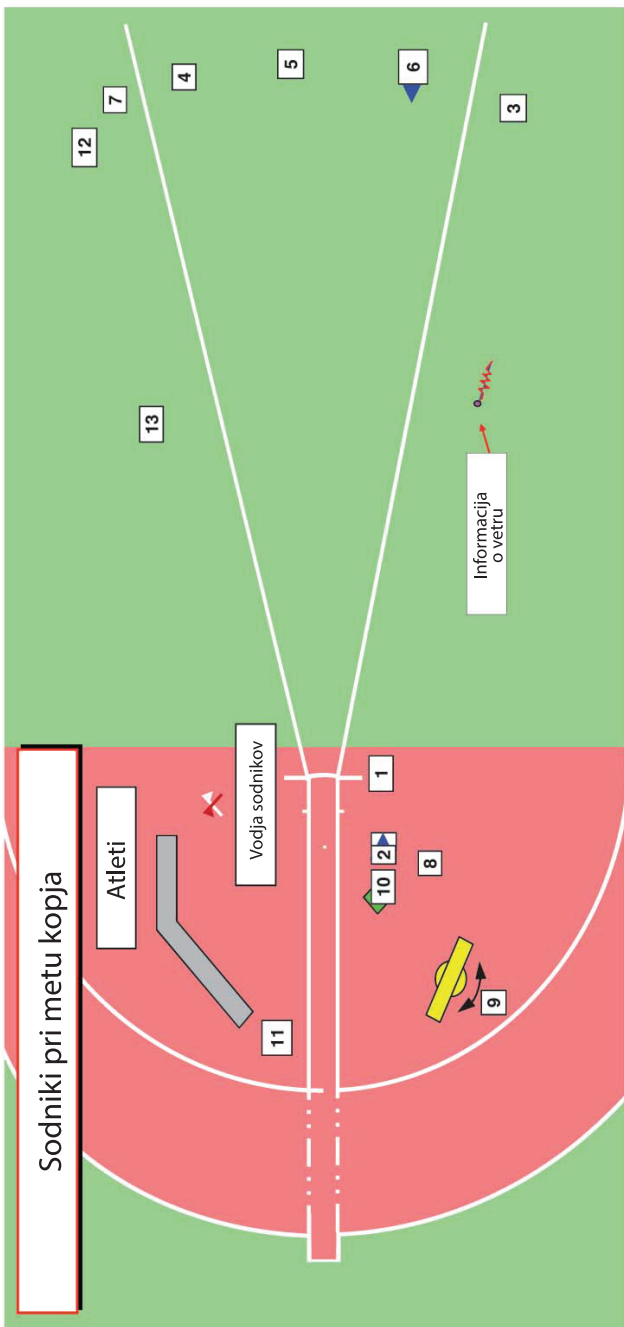 Sodniki pri metu kopja
Atleti
Vodja sodnikov
Informacija
o vetru
12
7
4
5
6
3
13
1
2
10
8
9
11